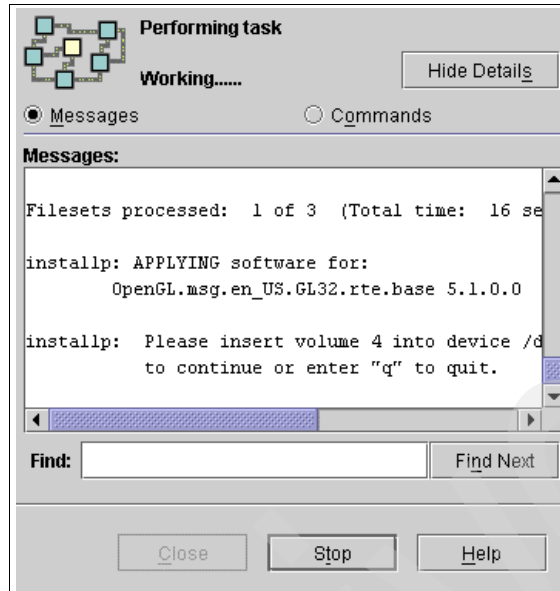 Performing task
Working......
Hide Details
Messages
Commands
Messages:
Filesets processed:  1 of 3  (Total time:  16 se
installp: APPLYING software for:
OpenGL.msg.en_US.GL32.rte.base 5.1.0.0
installp:  Please insert volume 4 into device /d
to continue or enter "q" to quit.
Find:
Find Next
Close
Stop
Help